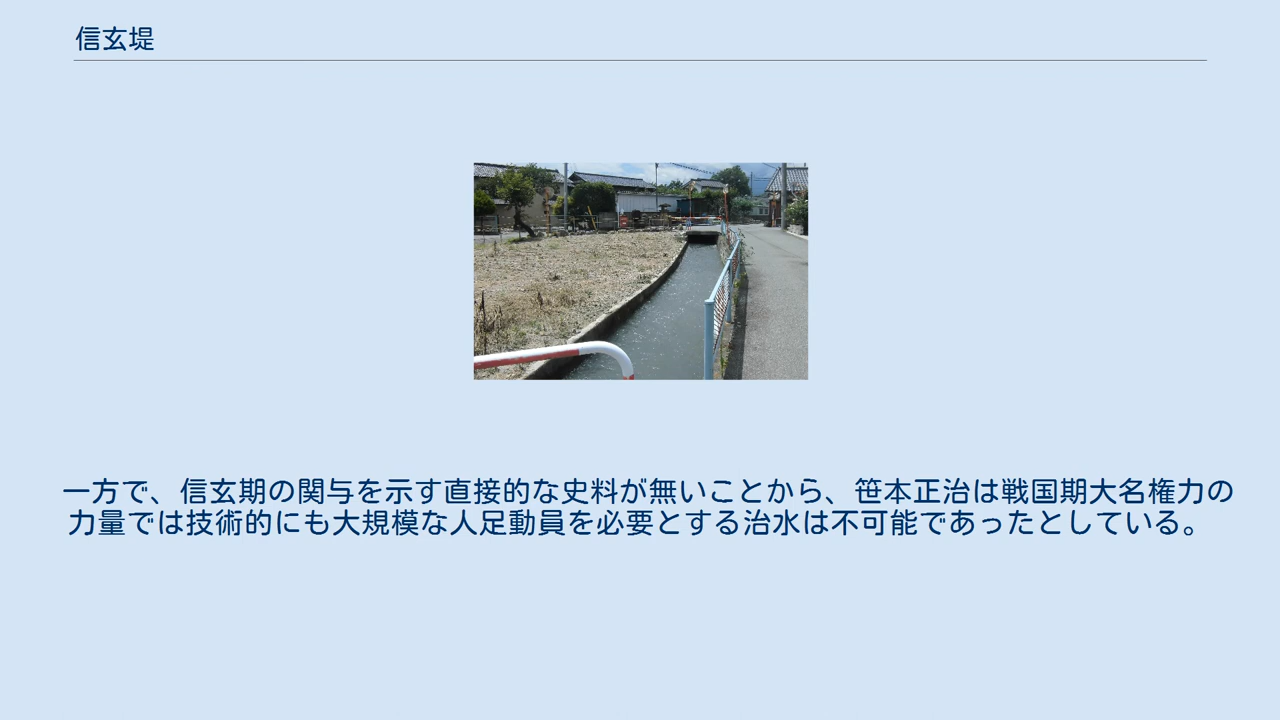 信玄堤
一方で、信玄期の関与を示す直接的な史料が無いことから、笹本正治は戦国期大名権力の
力量では技術的にも大規模な人足動員を必要とする治水は不可能であったとしている。